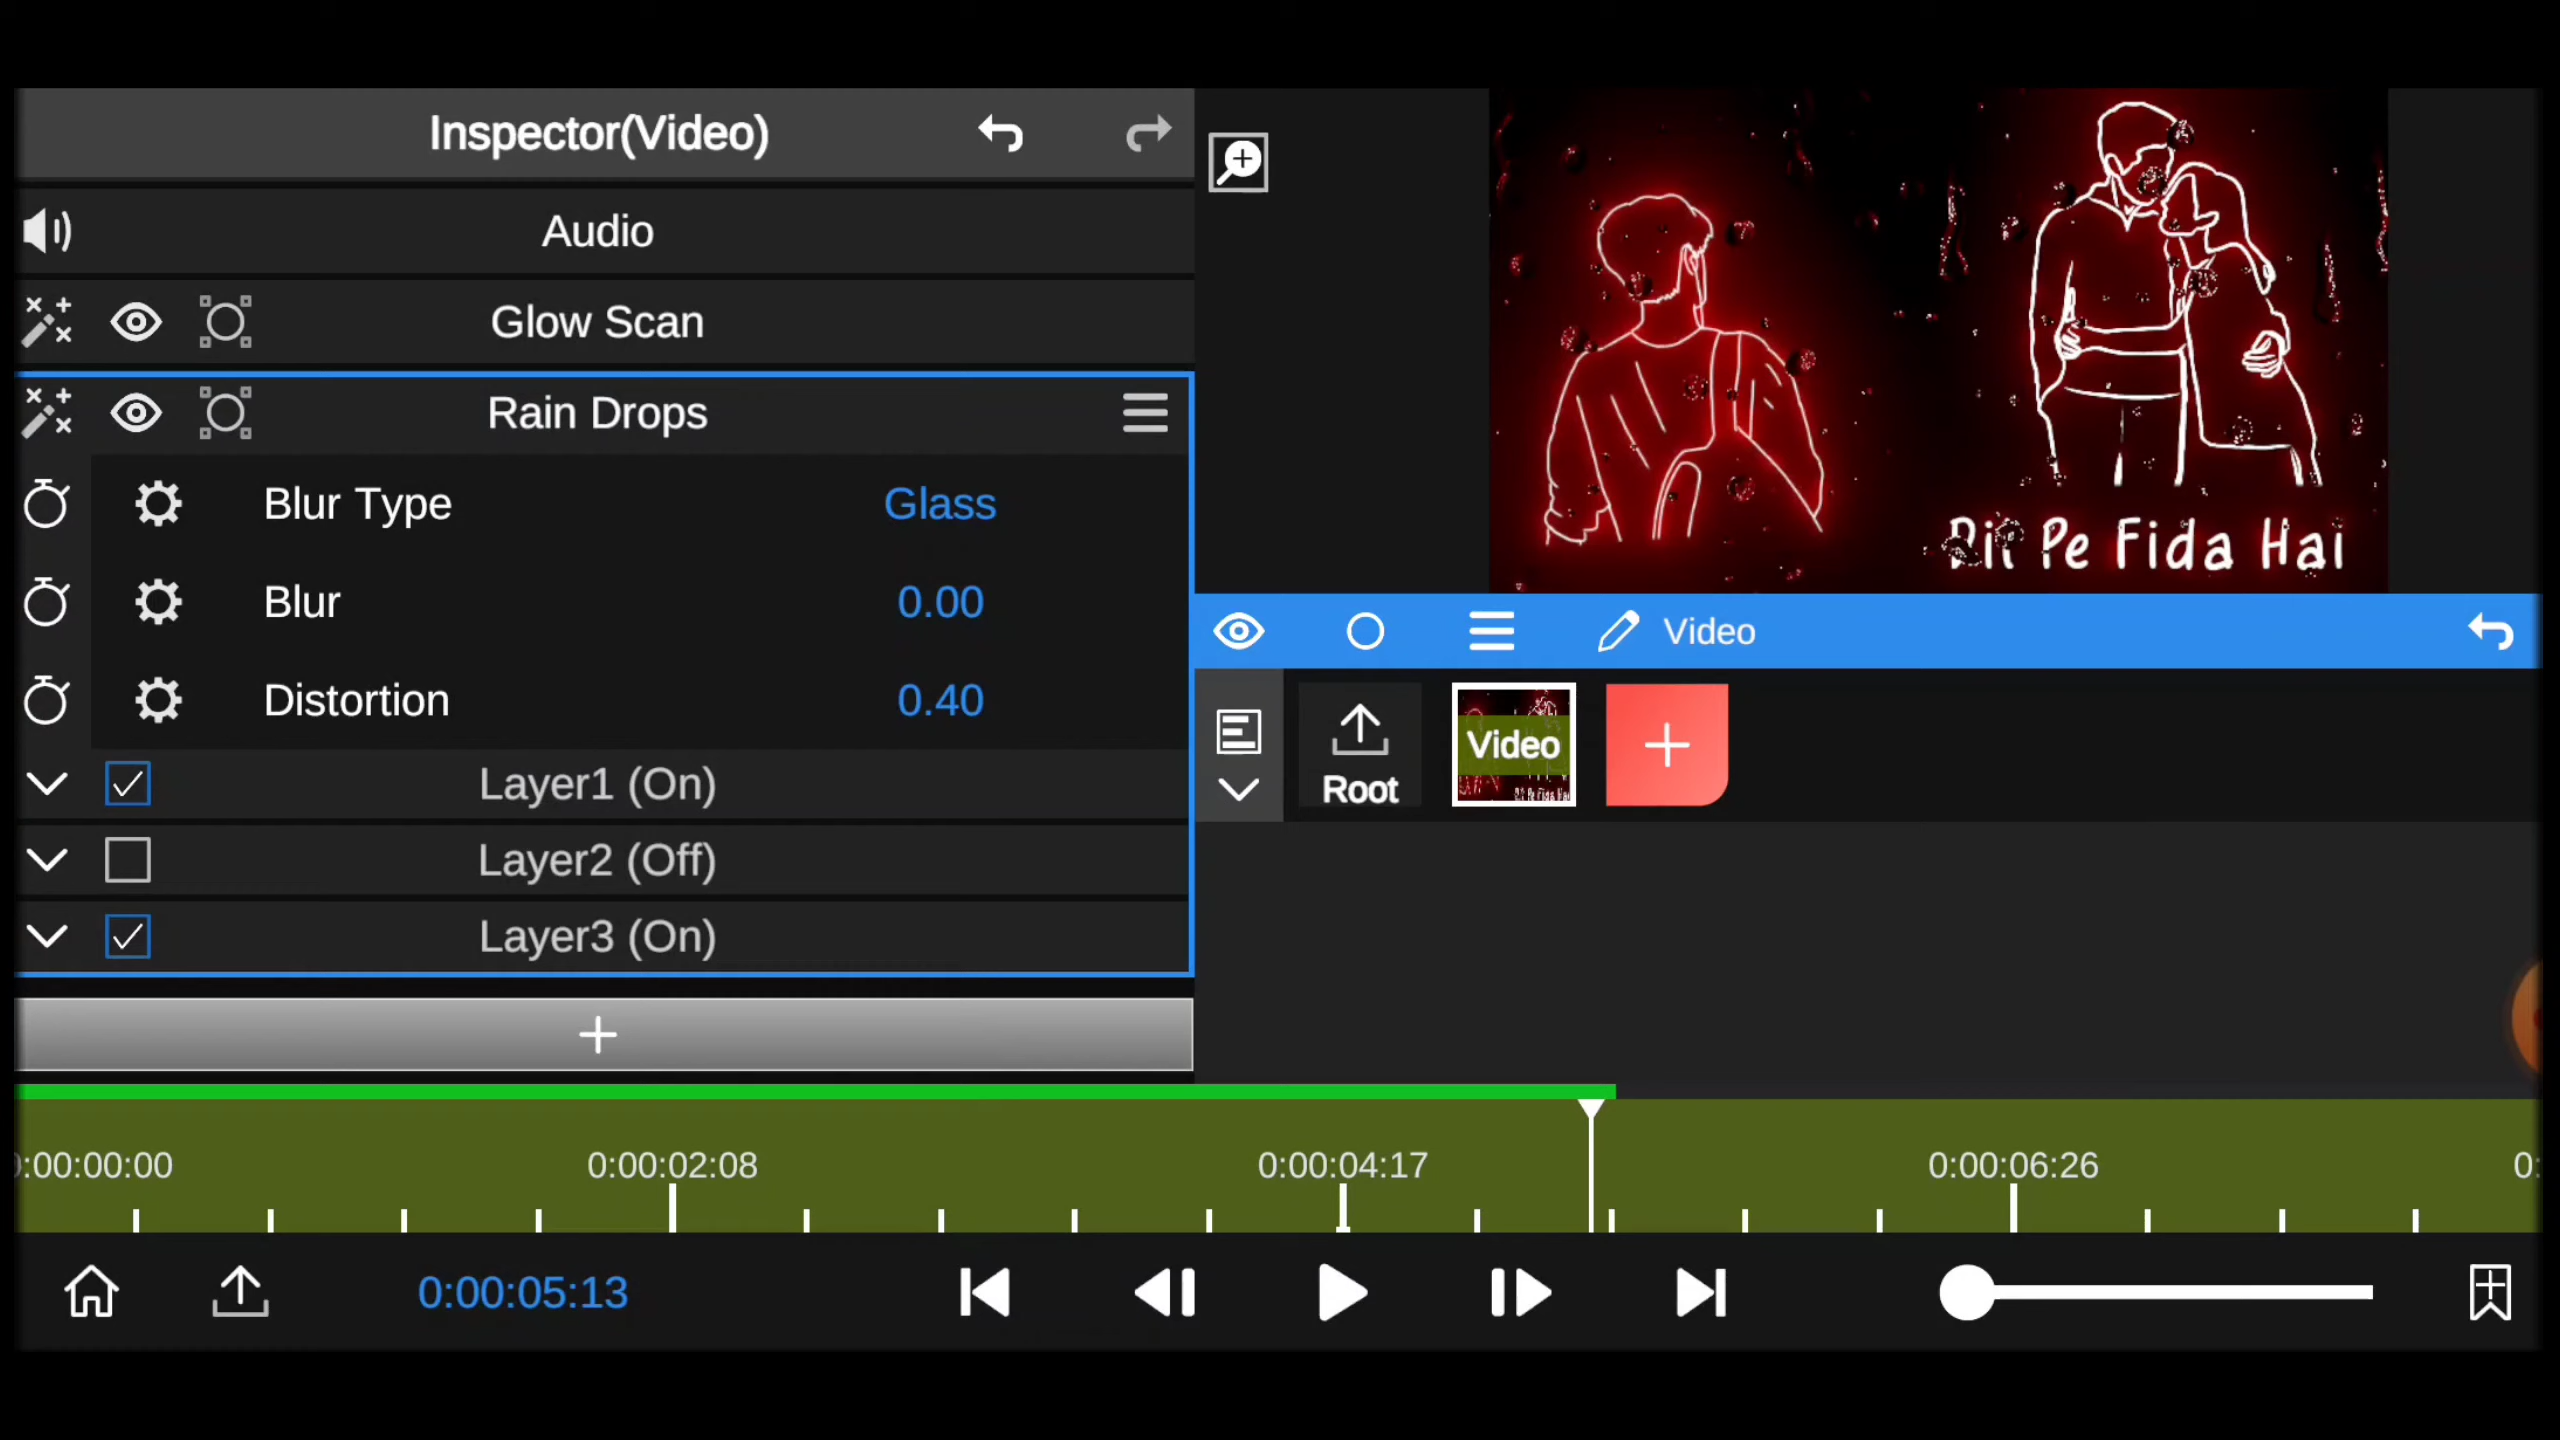 Inspector(Video)
Audio
Glow Scan
Rain Drops
Blur Type Glass
Blur 0.00
Distortion 0.40
Layer1 (On)
Layer2 (Off)
Layer3 (On)
Pe Fida Hai
Video
Root
Video
:00:00:00 0:00:02:08 0:00:04:17 0:00:06:26 0:
0:00:05:13